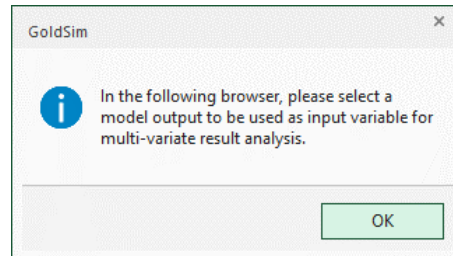 GoldSim
In the following browser, please select a
model output to be used as input variable for
multi-variate result analysis.
OK